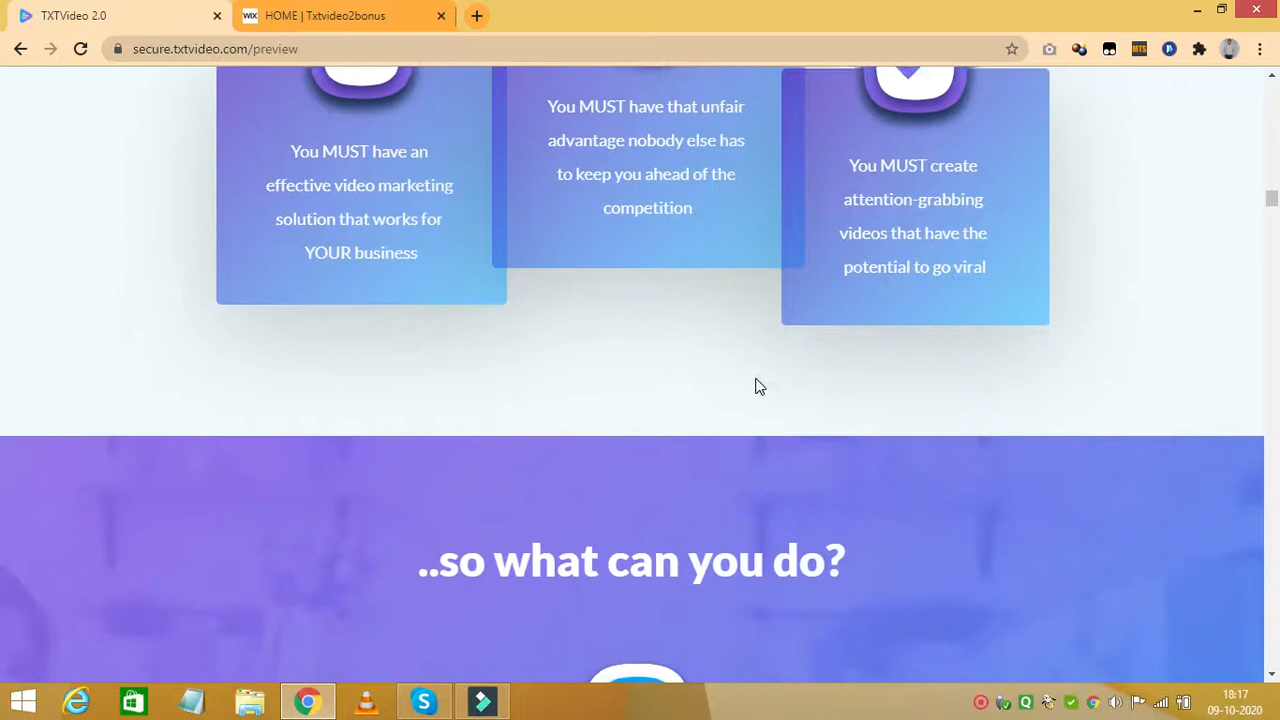 TXTVideo 2.0
WIX HOME | Txtvideo2bonus
secure.txtvideo.com/preview
MTS
You MUST have an
effective video marketing
solution that works for
YOUR business
You MUST have that unfair
advantage nobody else has
to keep you ahead of the
competition
You MUST create
attention-grabbing
videos that have the
potential to go viral
..so what can you do?
18:17
09-10-2020